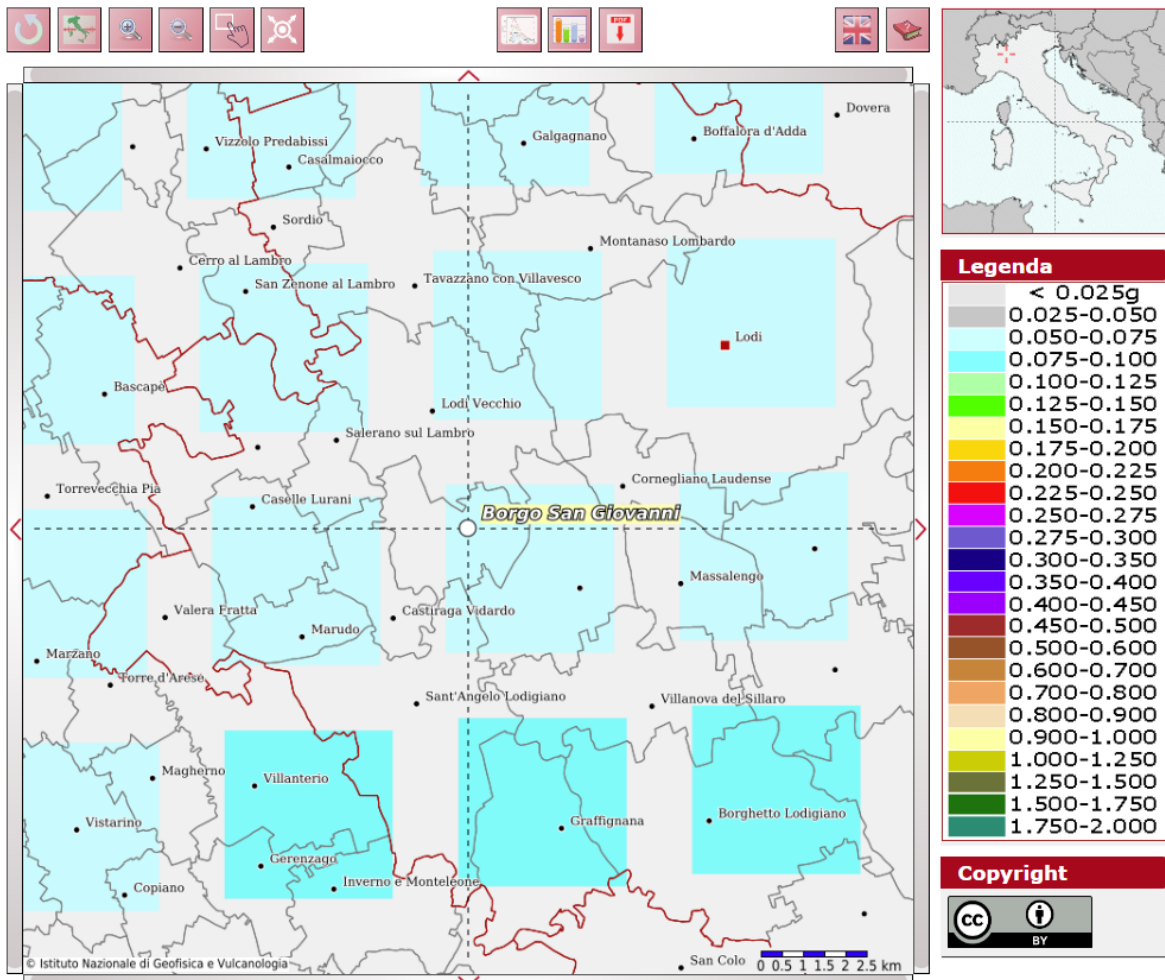 PDF
Dovera
Boffalora d'Adda
Galgagnano
Vizzolo Predabissi
Casalmaiocco
Sordio
Montanaso Lombardo
Cerro al Lambro
Tavazzano con Villavesco
San Zenone al Lambro
Lodi
Bascapè
Lodi Vecchio
Salerano sul Lambro
Cornegliano Laudense
Torrevecchia Pia
Caselle Lurani
Borgo San Giovanni
Massalengo
Valera Fratta
Castiraga Vidardo
Marudo
Marzano
Torre d'Arese
Sant'Angelo Lodigiano
Villanova del Sillaro
Magherno
Villanterio
Vistarino
Graffignana
Borghetto Lodigiano
Gerenzago
Copiano
Inverno e Monteleone
San Colo
© Istituto Nazionale di Geofisica e Vulcanologia
0 0.5 1 1.5 2 2.5 km
Legenda
< 0.025g
0.025-0.050
0.050-0.075
0.075-0.100
0.100-0.125
0.125-0.150
0.150-0.175
0.175-0.200
0.200-0.225
0.225-0.250
0.250-0.275
0.275-0.300
0.300-0.350
0.350-0.400
0.400-0.450
0.450-0.500
0.500-0.600
0.600-0.700
0.700-0.800
0.800-0.900
0.900-1.000
1.000-1.250
1.250-1.500
1.500-1.750
1.750-2.000
Copyright
cc
BY